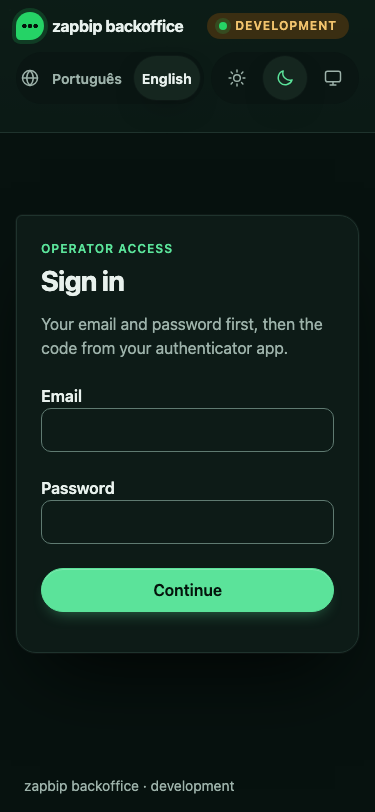 zapbip backoffice
DEVELOPMENT
Português
English
OPERATOR ACCESS
Sign in
Your email and password first, then the
code from your authenticator app.
Email
Password
Continue
zapbip backoffice · development